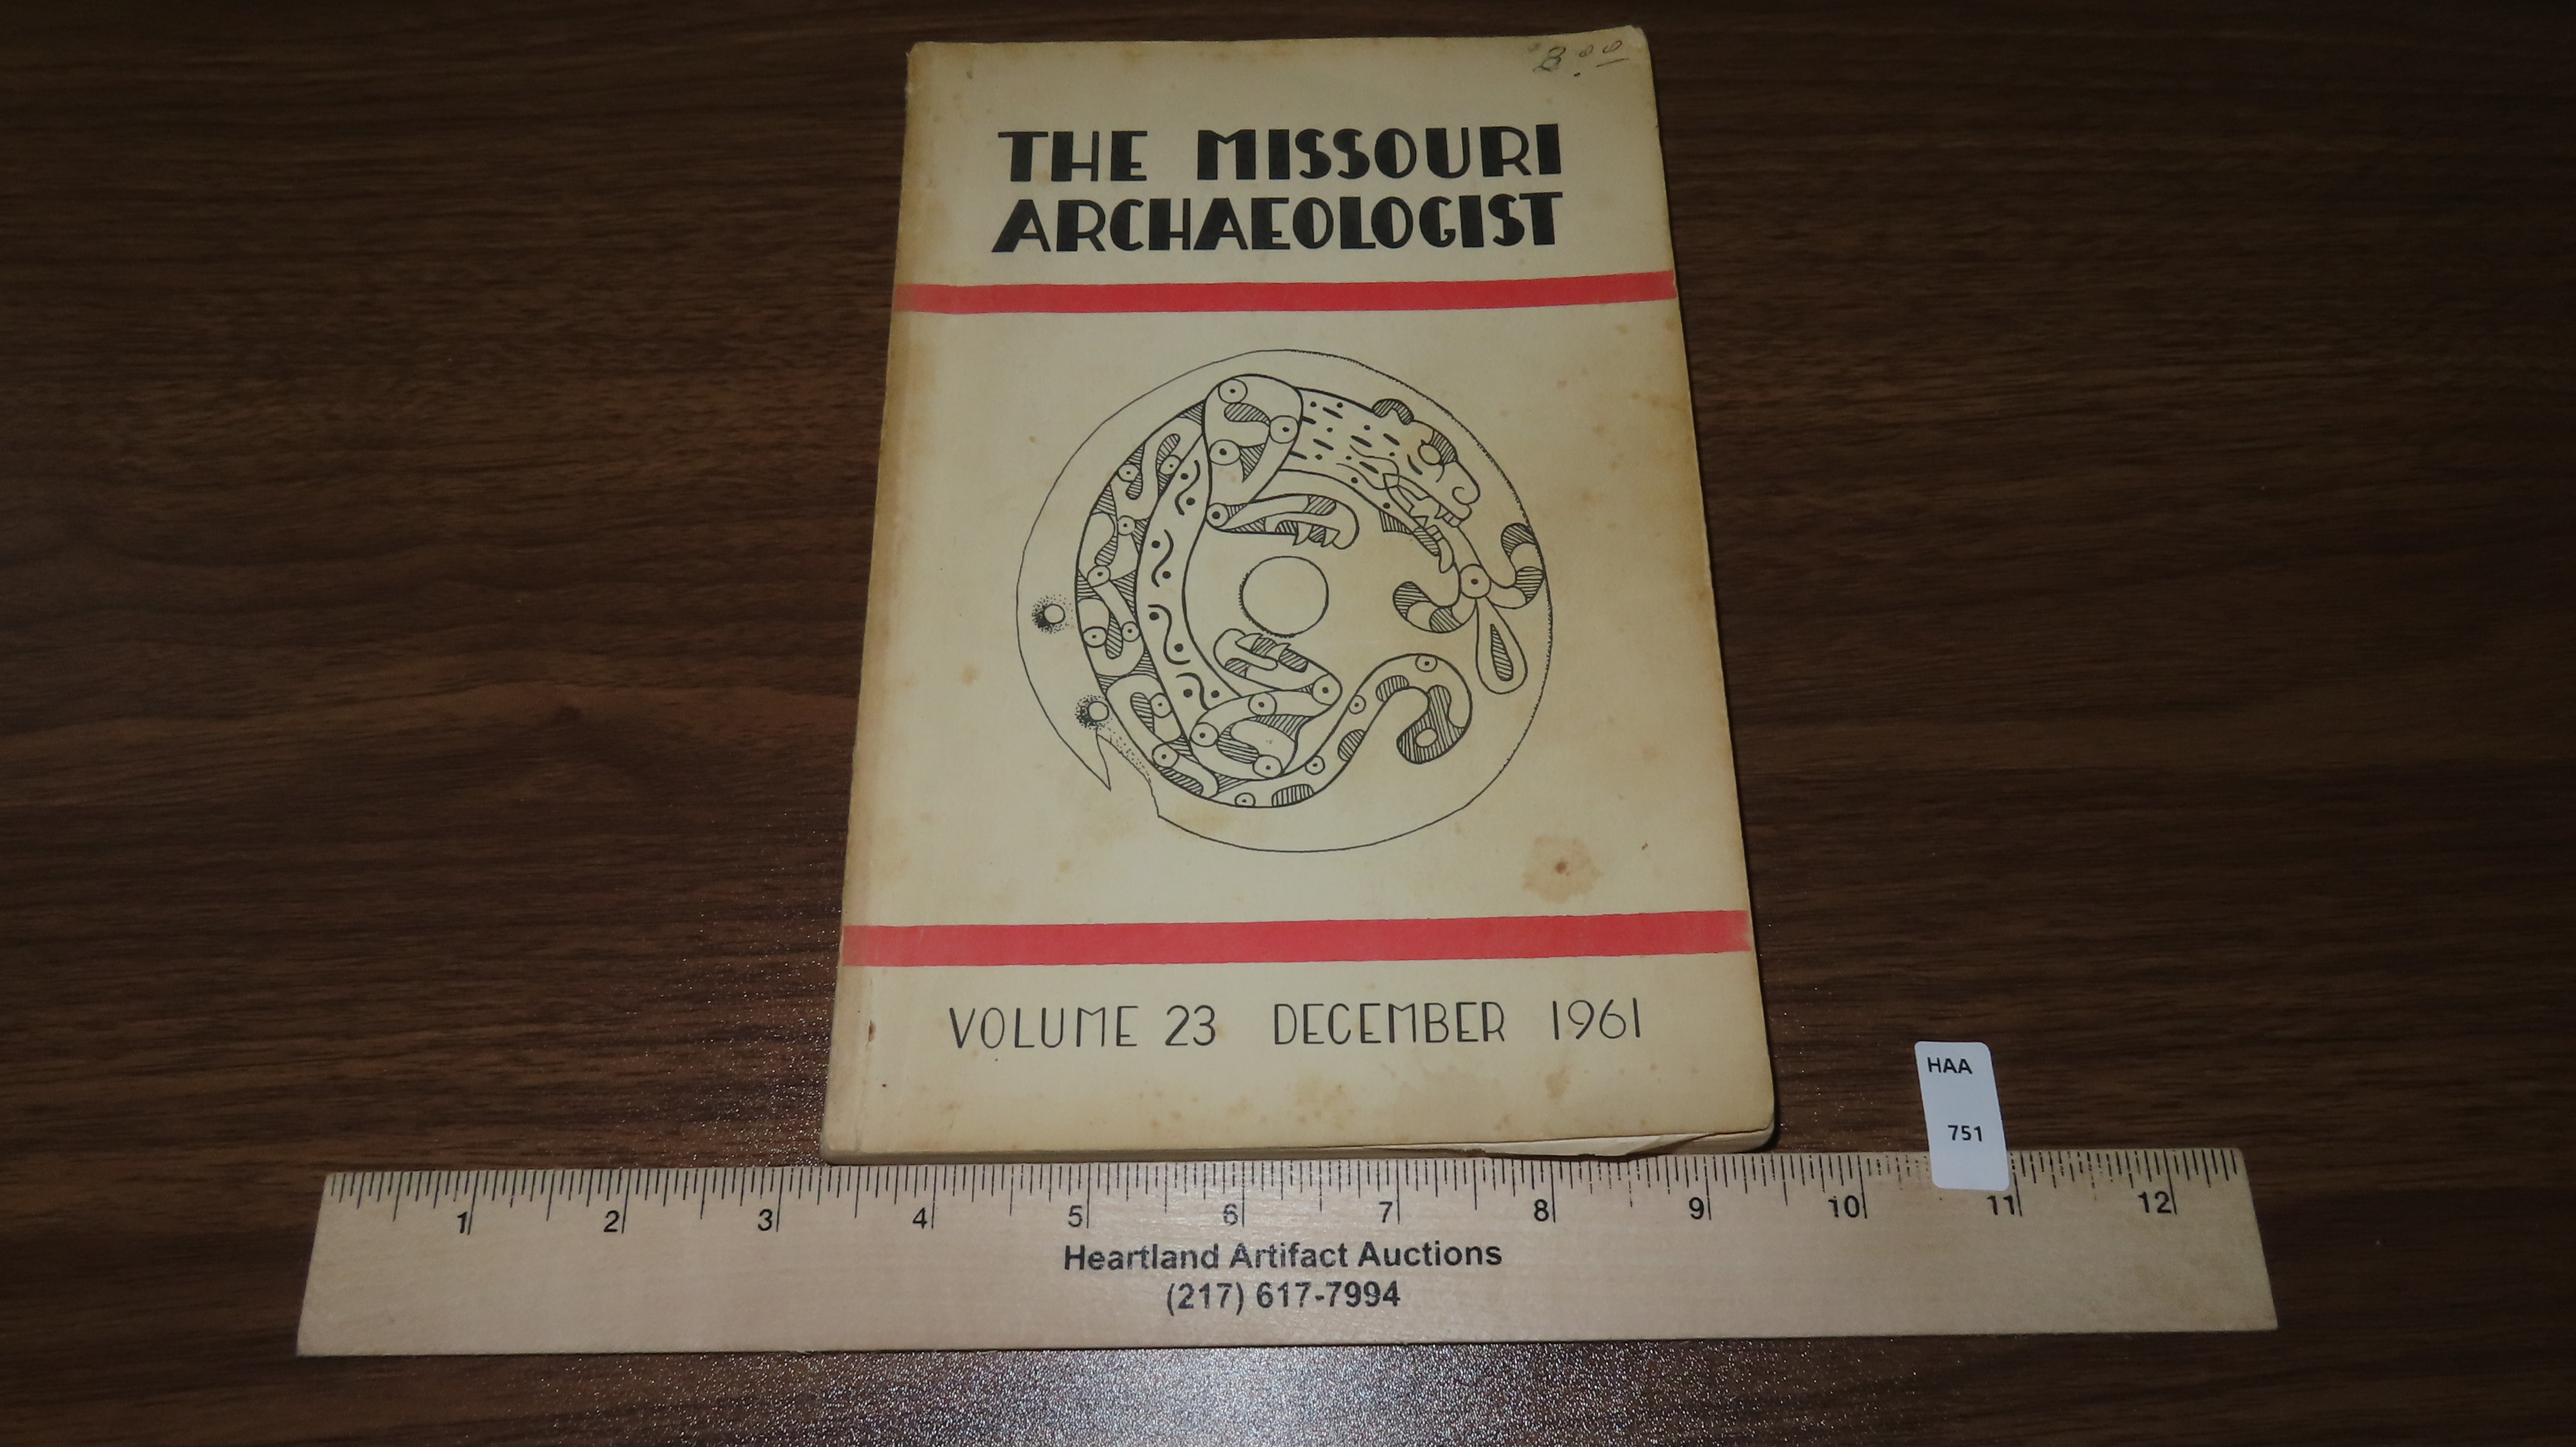 3.00
THE MISSOURI
ARCHAEOLOGIST
VOLUME 23 DECEMBER 1961
HAA
751
1 2 3 4 5 6 7 8 9 10 11 12
Heartland Artifact Auctions
(217) 617-7994